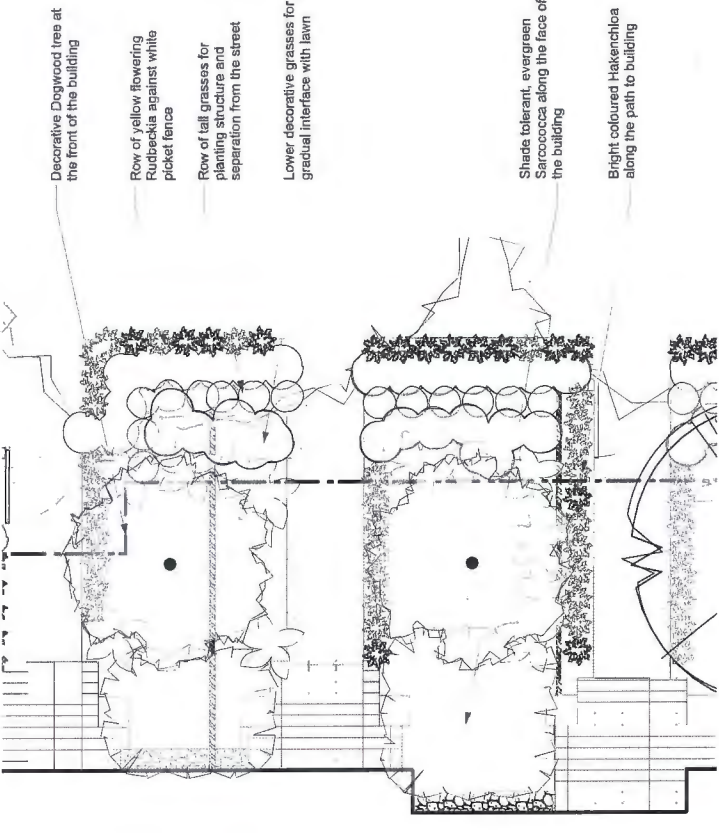 Decorative Dogwood tree at
the front of the building
Row of yellow flowering
Rudbeckia against white
picket fence
Row of tall grasses for
planting structure and
separation from the street
Lower decorative grasses for
gradual interface with lawn
Shade tolerant, evergreen
Sarcococca along the face of
the building
Bright coloured Hakenchloa
along the path to building